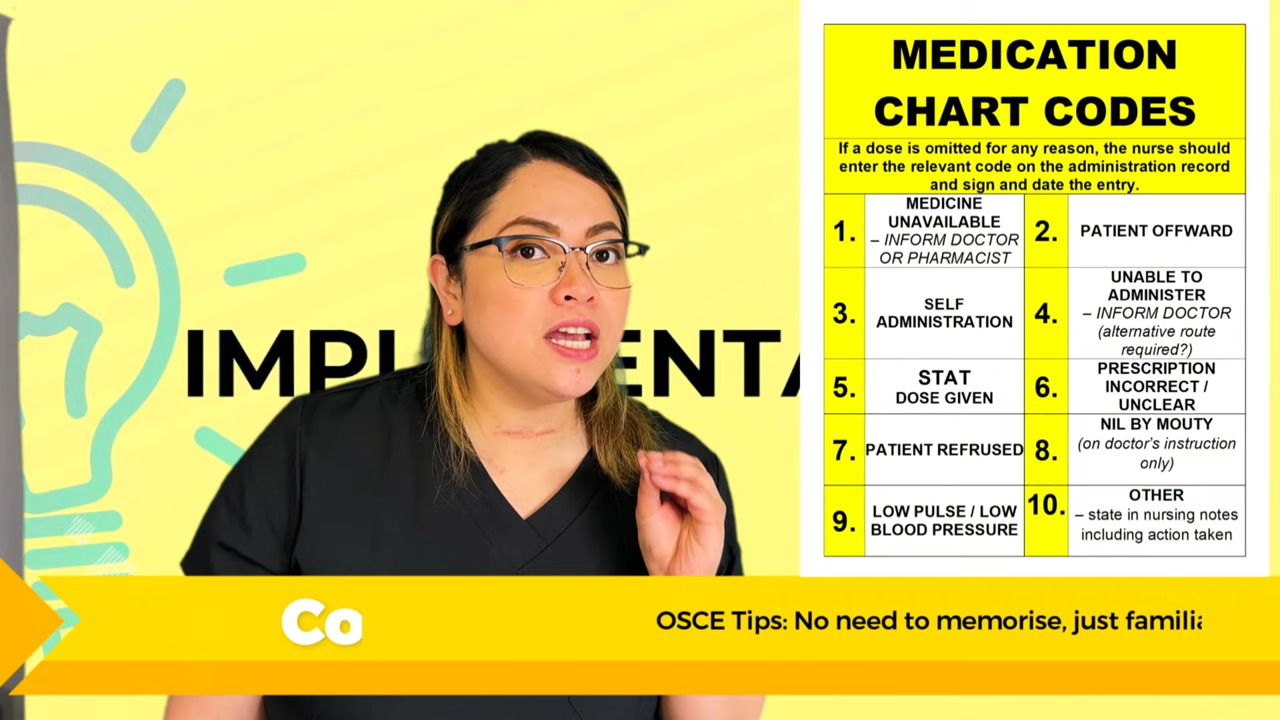 MEDICATION
CHART CODES
If a dose is omitted for any reason, the nurse should
enter the relevant code on the administration record
and sign and date the entry.
1.
MEDICINE
UNAVAILABLE
– INFORM DOCTOR
OR PHARMACIST
2.
PATIENT OFFWARD
3.
SELF
ADMINISTRATION
4.
UNABLE TO
ADMINISTER
– INFORM DOCTOR
(alternative route
required?)
5.
STAT
DOSE GIVEN
6.
PRESCRIPTION
INCORRECT /
UNCLEAR
7.
PATIENT REFRUSED
8.
NIL BY MOUTY
(on doctor's instruction
only)
9.
LOW PULSE / LOW
BLOOD PRESSURE
10.
OTHER
– state in nursing notes
including action taken
Co
OSCE Tips: No need to memorise, just